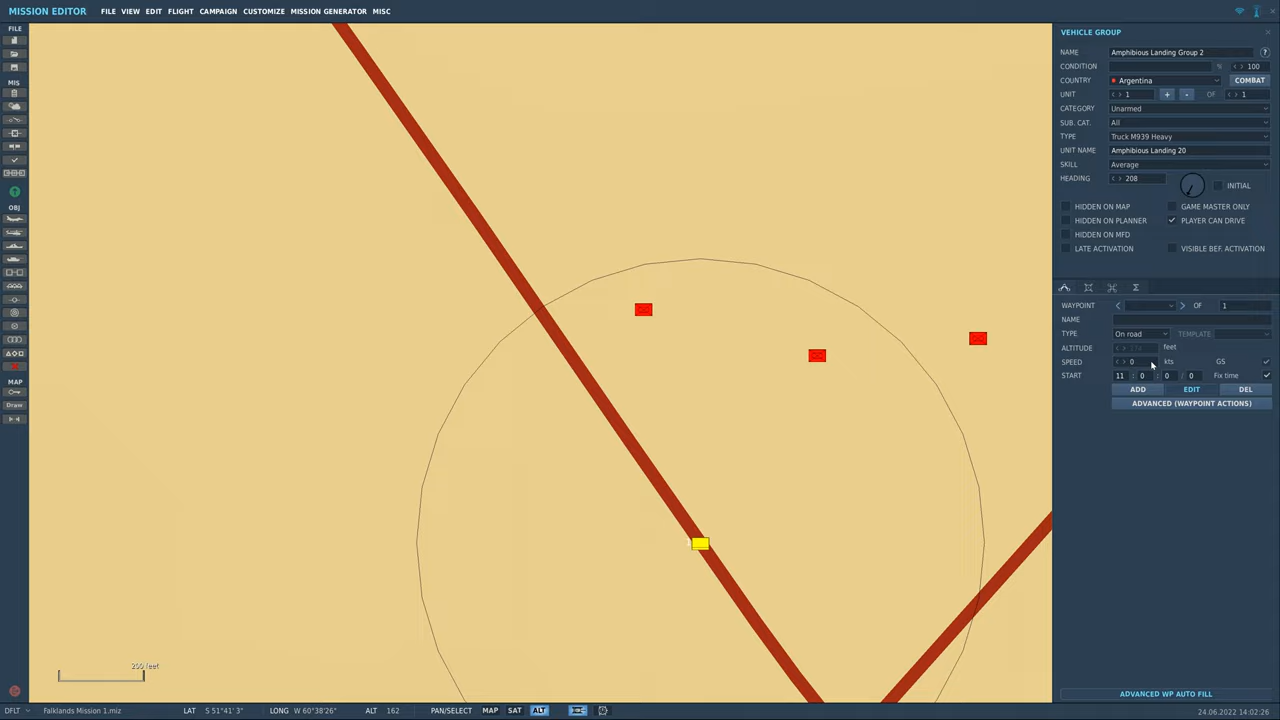 MISSION EDITOR
FILE VIEW EDIT FLIGHT CAMPAIGN CUSTOMIZE MISSION GENERATOR MISC
FILE
MIS
OBJ
MAP
Draw
200 feet
VEHICLE GROUP
NAME Amphibious Landing Group 2 ?
CONDITION % < > 100
COUNTRY Argentina COMBAT
UNIT < > 1 + - OF < > 1
CATEGORY Unarmed
SUB. CAT. All
TYPE Truck M939 Heavy
UNIT NAME Amphibious Landing 20
SKILL Average
HEADING < > 208 INITIAL
HIDDEN ON MAP GAME MASTER ONLY
HIDDEN ON PLANNER PLAYER CAN DRIVE
HIDDEN ON MFD
LATE ACTIVATION VISIBLE BEF. ACTIVATION
WAYPOINT < > OF 1
NAME
TYPE On road TEMPLATE
ALTITUDE < > feet
SPEED < > 0 kts GS
START 11 : 0 : 0 / 0 Fix time
ADD EDIT DEL
ADVANCED (WAYPOINT ACTIONS)
ADVANCED WP AUTO FILL
DFLT Falklands Mission 1.miz LAT S 51°41' 3" LONG W 60°38'26" ALT 162 PAN/SELECT MAP SAT ALT 24.06.2022 14:02:26